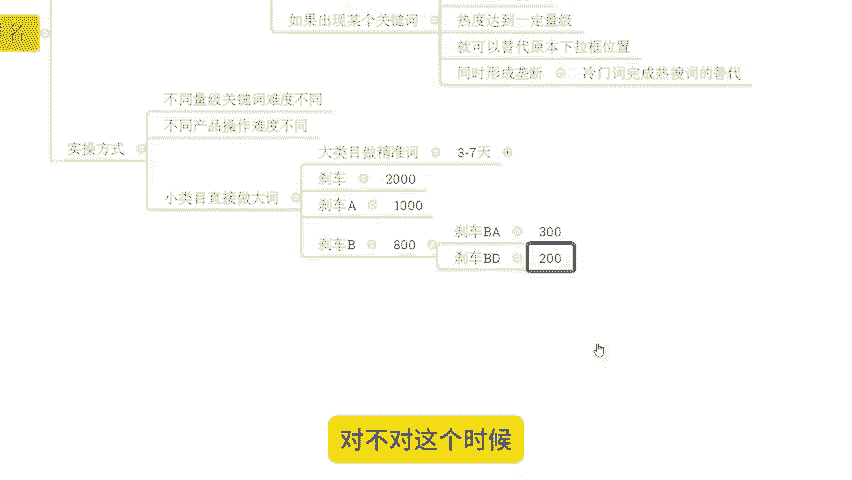 如果出现某个关键词
热度达到一定量级
就可以替代原本下拉框位置
同时形成垄断
冷门词完成热搜词的替代
不同量级关键词难度不同
不同产品操作难度不同
实操方式
大类目做精准词
3-7天
小类目直接做大词
刹车
2000
刹车A
1000
刹车B
800
刹车BA
300
刹车BD
200
对不对这个时候